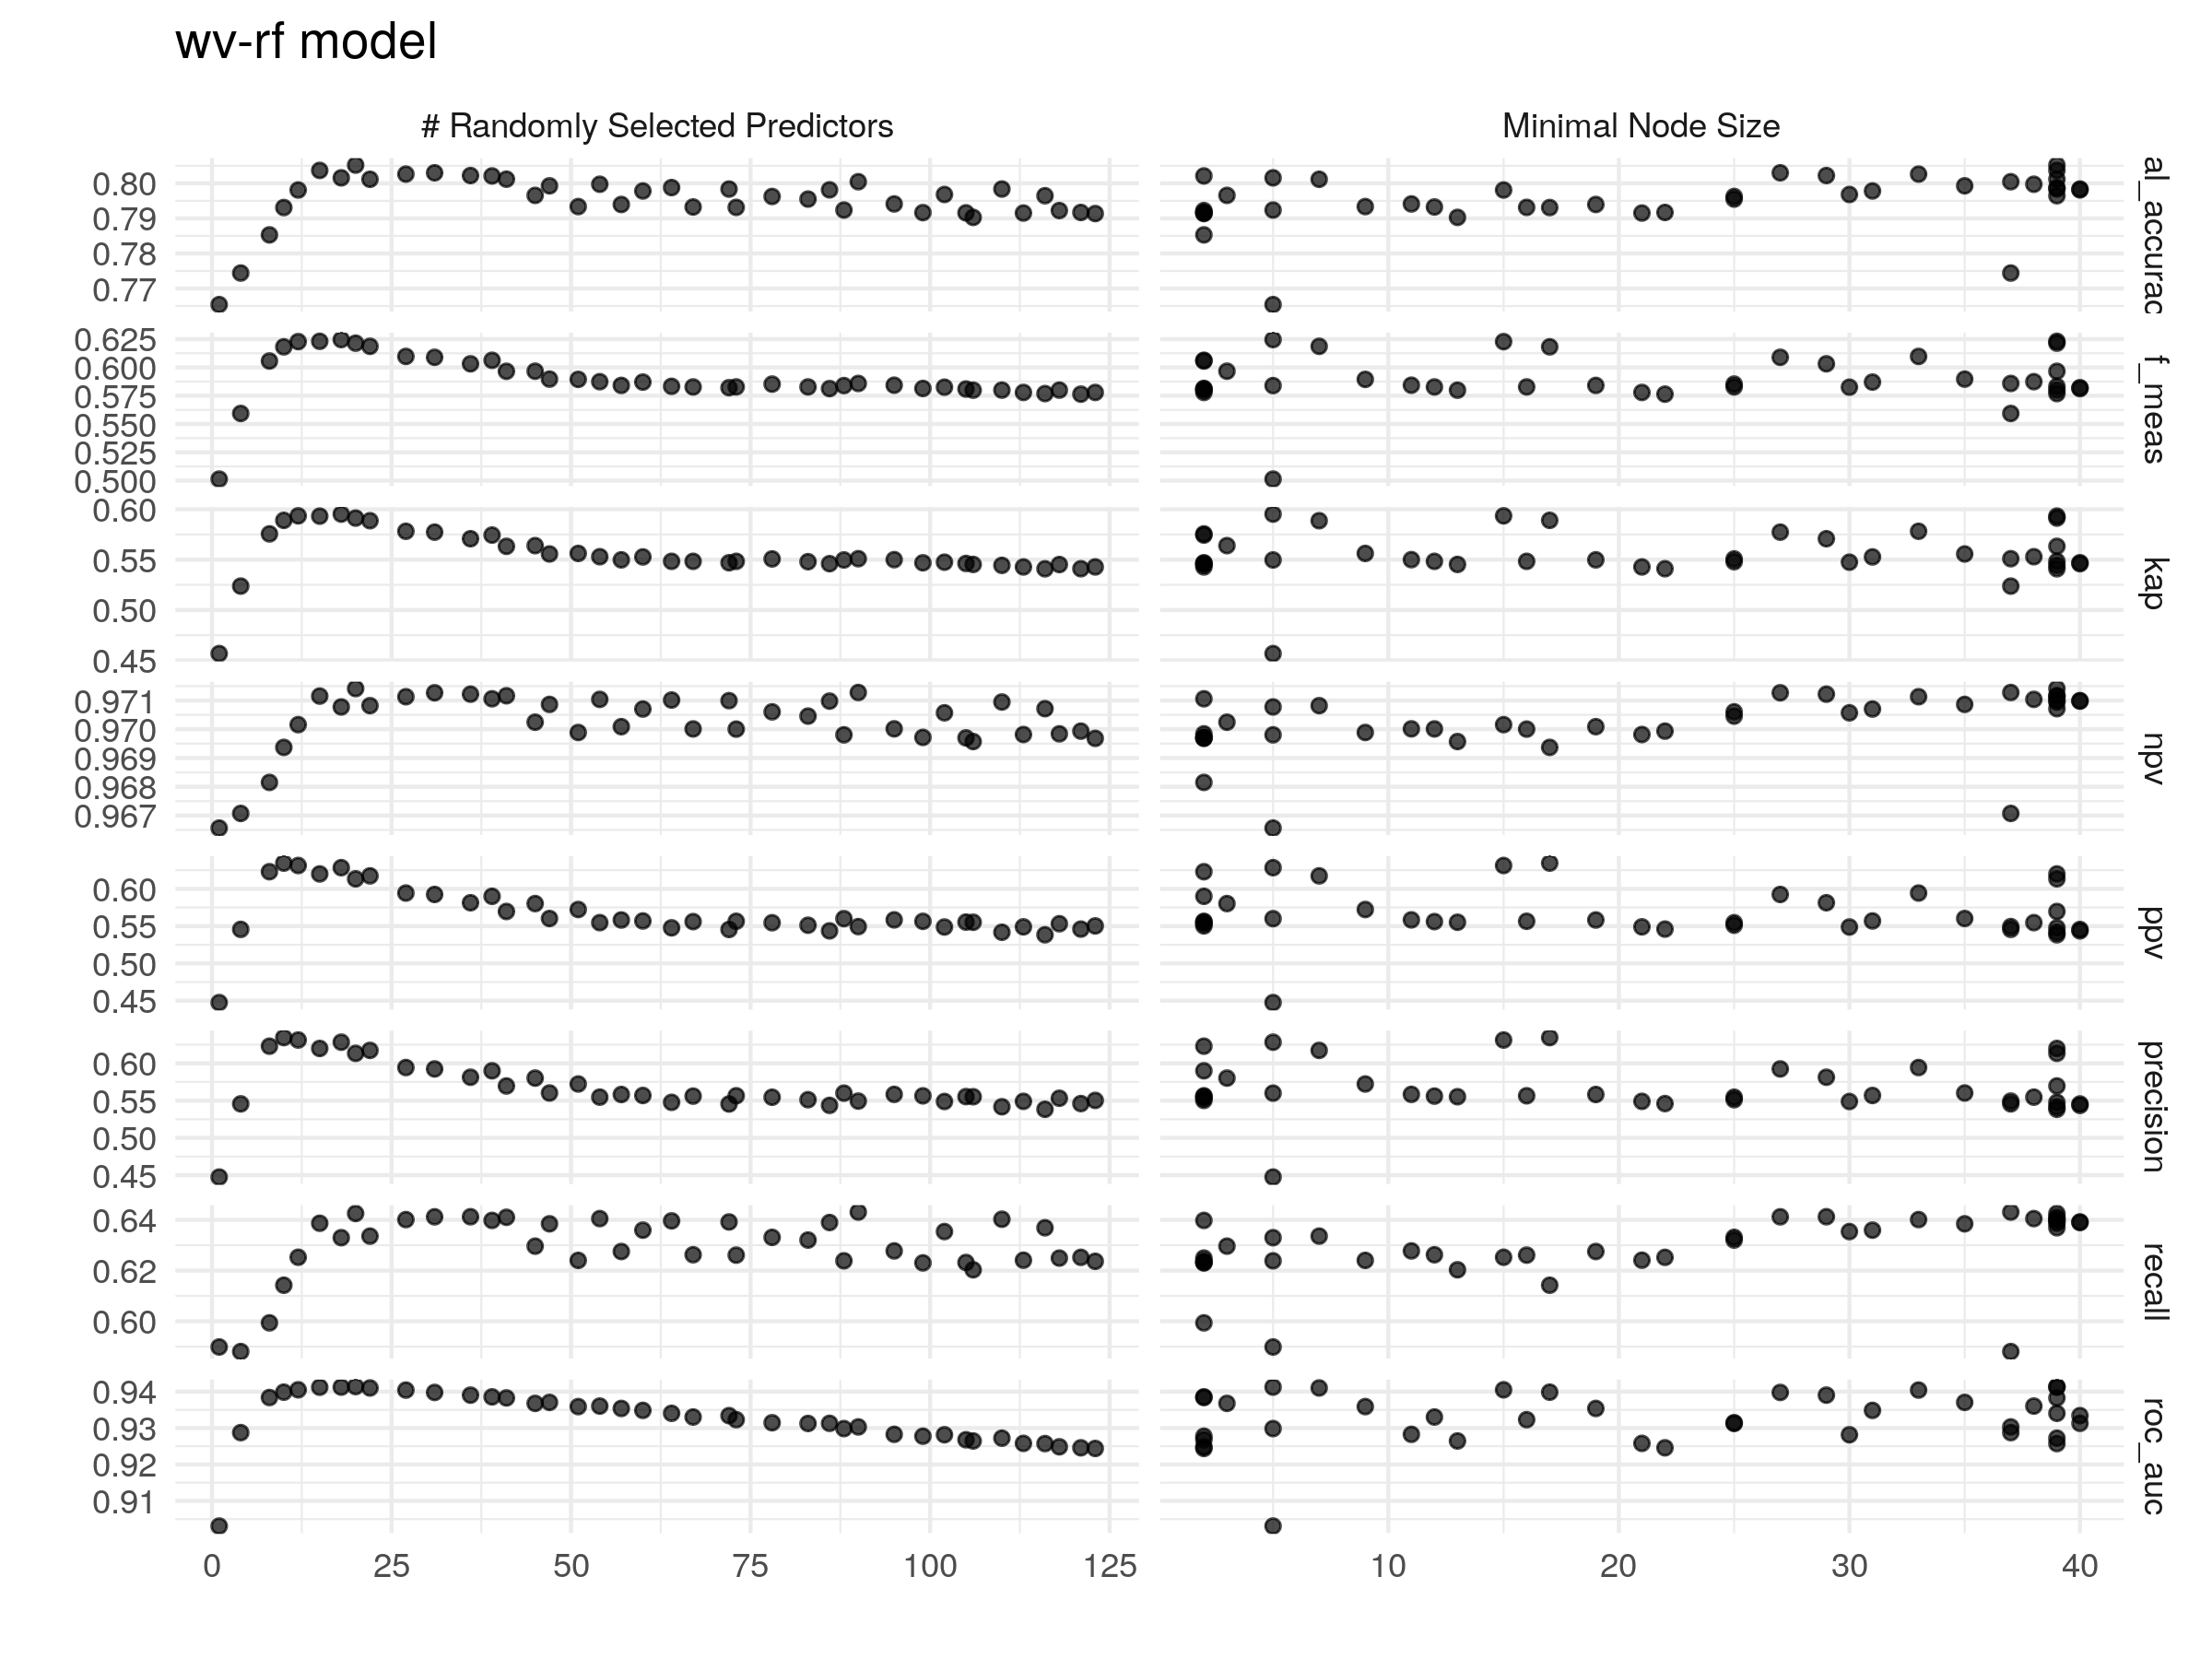 wv-rf model
# Randomly Selected Predictors
Minimal Node Size
0.80
0.79
0.78
0.77
al_accurac
0.625
0.600
0.575
0.550
0.525
0.500
f_meas
0.60
0.55
0.50
0.45
kap
0.971
0.970
0.969
0.968
0.967
npv
0.60
0.55
0.50
0.45
ppv
0.60
0.55
0.50
0.45
precision
0.64
0.62
0.60
recall
0.94
0.93
0.92
0.91
roc_auc
0 25 50 75 100 125
10 20 30 40